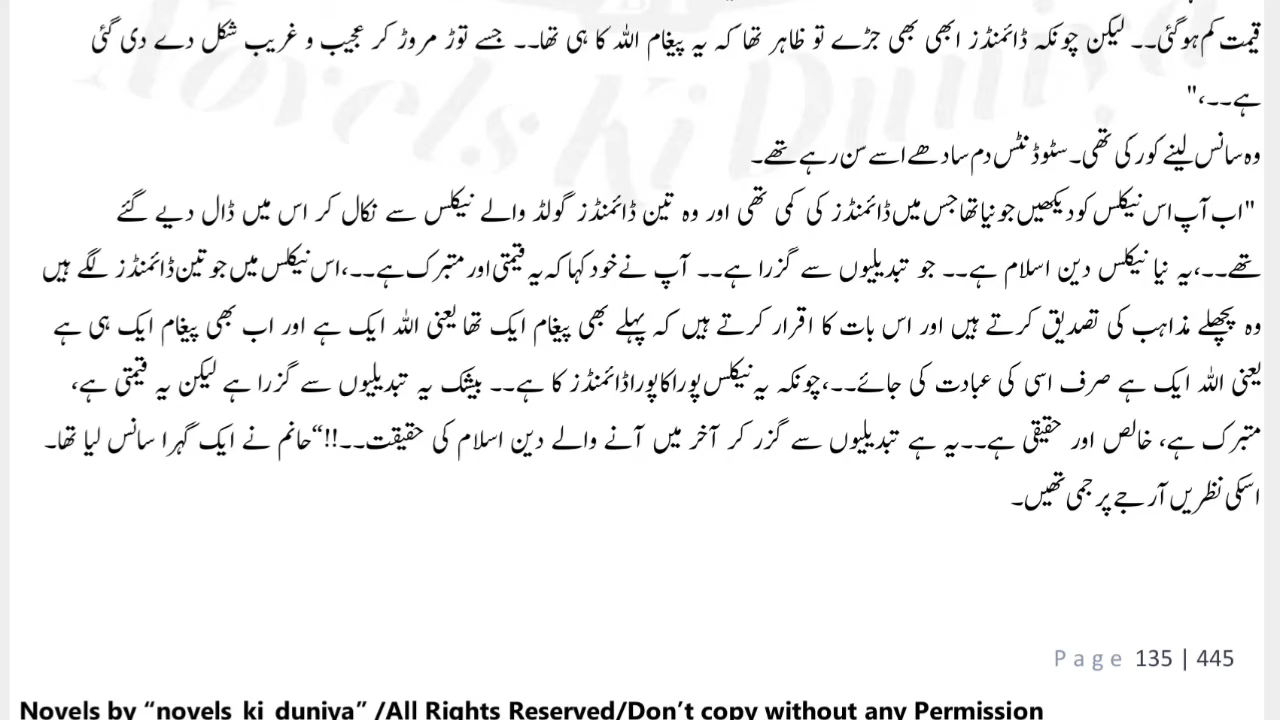 قیمت کم ہوگئی۔۔ لیکن چونکہ ڈائمنڈز ابھی بھی جڑے تو ظاہر تھا کہ یہ پیغام اللہ کا ہی تھا۔۔ جسے توڑ مروڑ کر عجیب و غریب شکل دے دی گئی
ہے۔۔،"
وہ سانس لینے کو رکی تھی۔ سٹوڈنٹس دم سادھے اسے سن رہے تھے۔
"اب آپ اس نیکلس کو دیکھیں جو نیا تھا جس میں ڈائمنڈز کی کمی تھی اور وہ تین ڈائمنڈز گولڈ والے نیکلس سے نکال کر اس میں ڈال دیے گئے
تھے۔۔،یہ نیا نیکلس دین اسلام ہے۔۔ جو تبدیلیوں سے گزرا ہے۔۔ آپ نے خود کہا کہ یہ قیمتی اور متبرک ہے۔۔،اس نیکلس میں جو تین ڈائمنڈز لگے ہیں
وہ پچھلے مذاہب کی تصدیق کرتے ہیں اور اس بات کا اقرار کرتے ہیں کہ پہلے بھی پیغام ایک تھا یعنی اللہ ایک ہے اور اب بھی پیغام ایک ہی ہے
یعنی اللہ ایک ہے صرف اسی کی عبادت کی جائے۔۔،چونکہ یہ نیکلس پورا کا پورا ڈائمنڈز کا ہے۔۔ بیشک یہ تبدیلیوں سے گزرا ہے لیکن یہ قیمتی ہے،
متبرک ہے، خالص اور حقیقی ہے۔۔یہ ہے تبدیلیوں سے گزر کر آخر میں آنے والے دین اسلام کی حقیقت۔۔!!“حانم نے ایک گہرا سانس لیا تھا۔
اسکی نظریں آر جے پر جمی تھیں۔
Novels ki Duniya
Page 135 | 445
Novels by “novels_ki_duniya” /All Rights Reserved/Don’t copy without any Permission